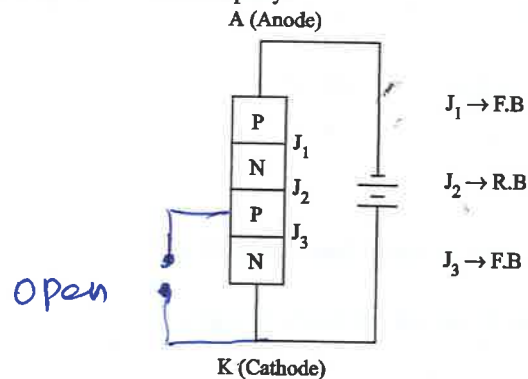 A (Anode)
P
J₁
J₁ → F.B
N
J₂
J₂ → R.B
P
J₃
N
J₃ → F.B
open
K (Cathode)